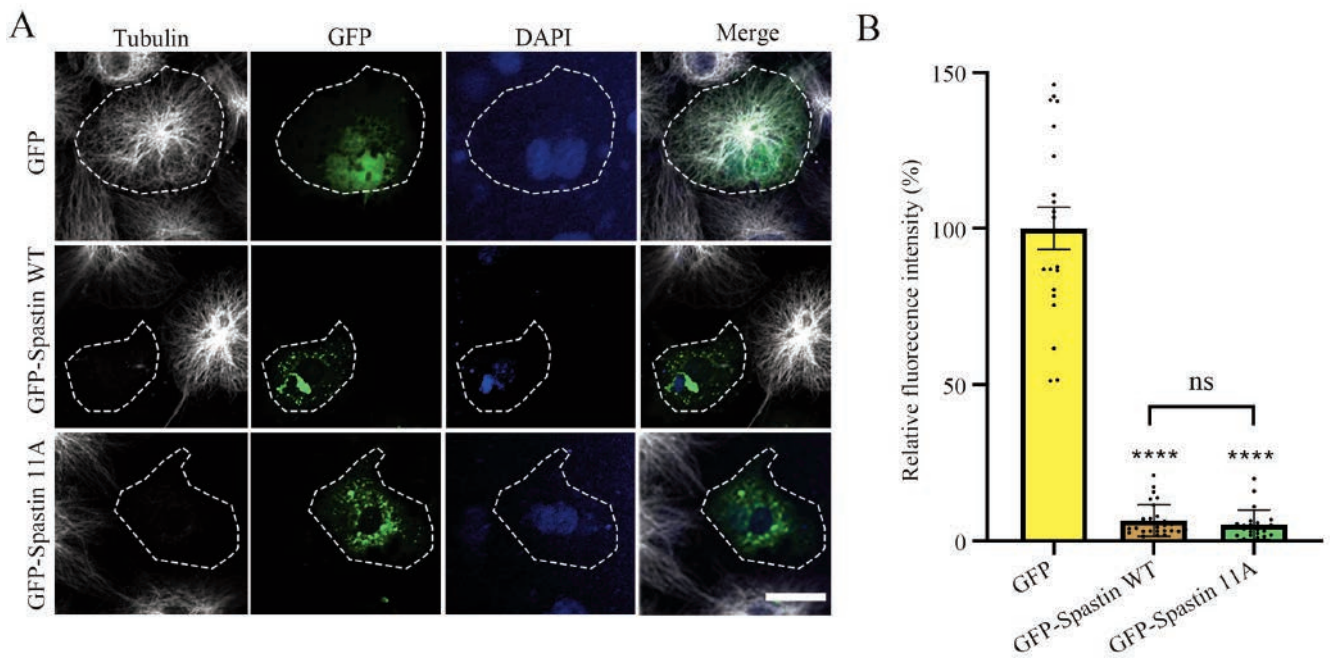 A
Tubulin GFP DAPI Merge
GFP
GFP-Spastin WT
GFP-Spastin 11A
B
Relative fluorecence intensity (%)
150
100
50
0
ns
**** ****
GFP
GFP-Spastin WT
GFP-Spastin 11A